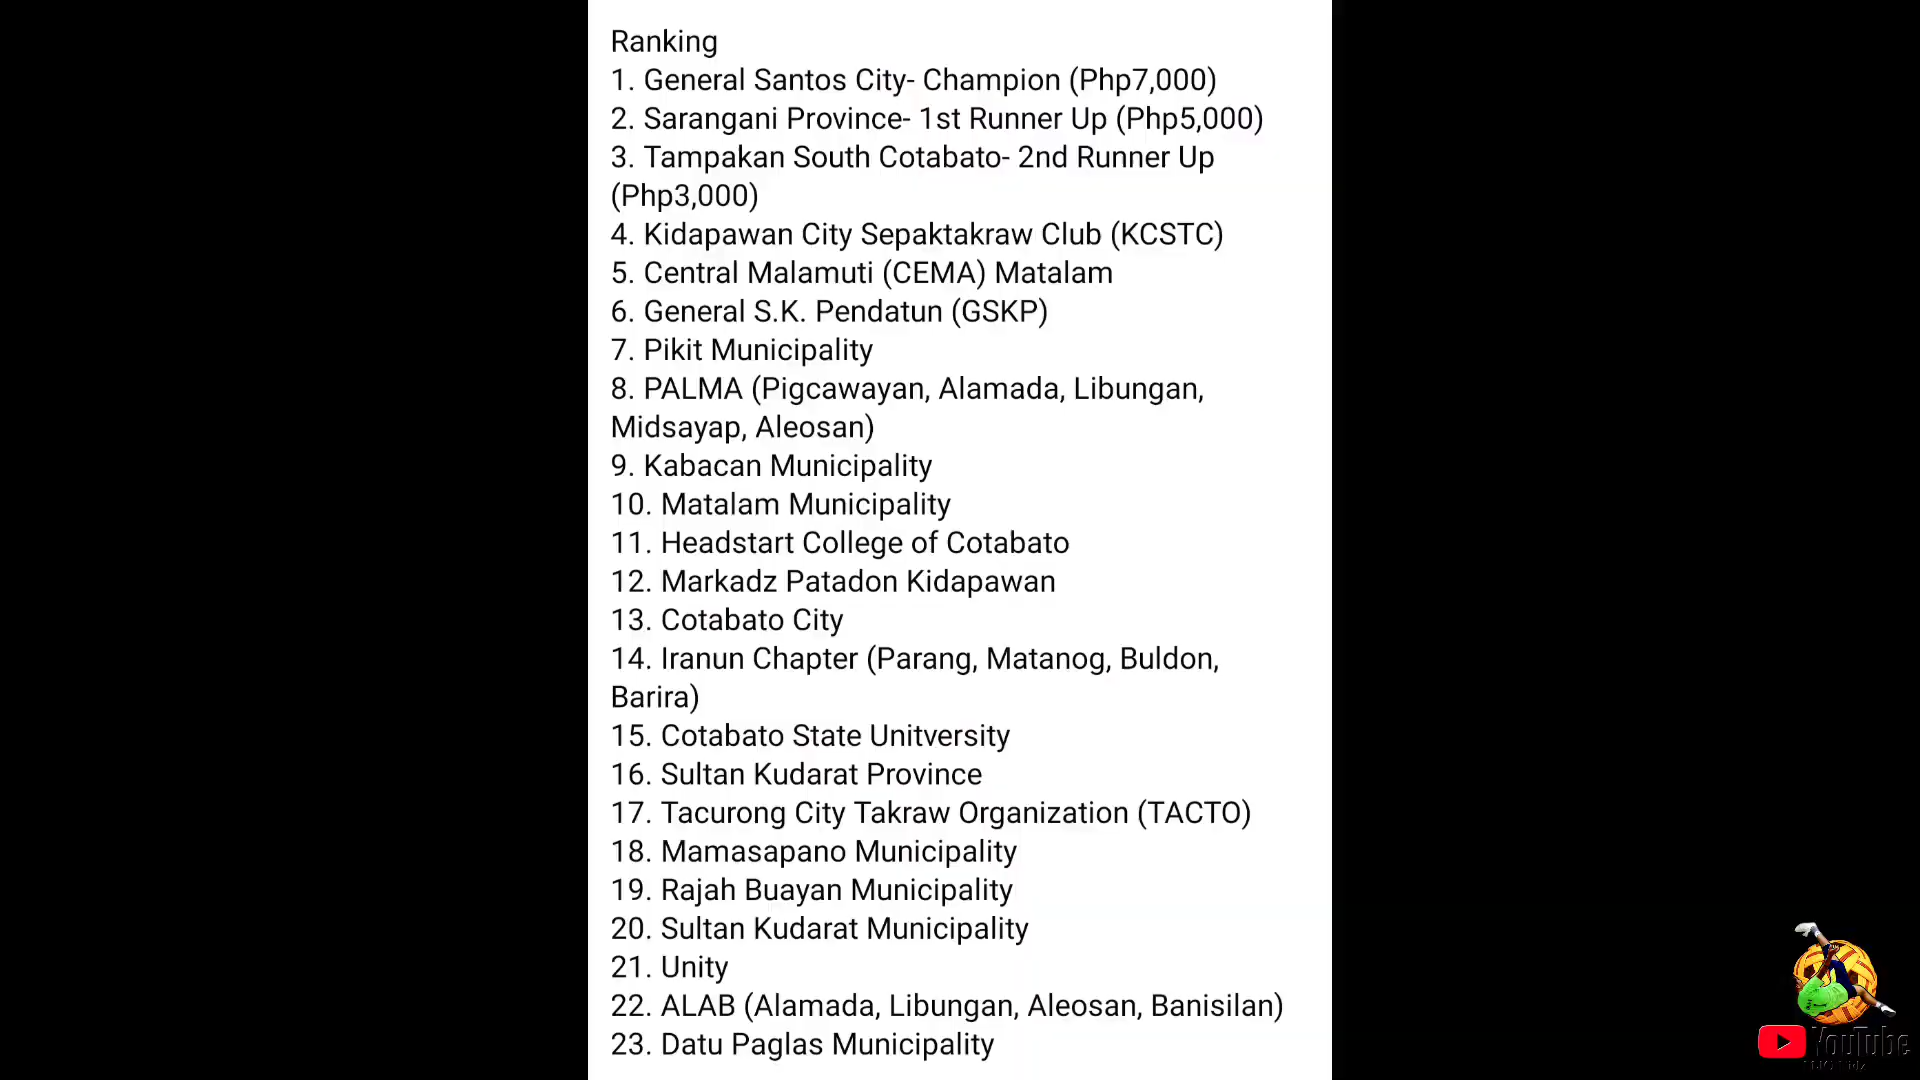 Ranking
1. General Santos City- Champion (Php7,000)
2. Sarangani Province- 1st Runner Up (Php5,000)
3. Tampakan South Cotabato- 2nd Runner Up
(Php3,000)
4. Kidapawan City Sepaktakraw Club (KCSTC)
5. Central Malamuti (CEMA) Matalam
6. General S.K. Pendatun (GSKP)
7. Pikit Municipality
8. PALMA (Pigcawayan, Alamada, Libungan,
Midsayap, Aleosan)
9. Kabacan Municipality
10. Matalam Municipality
11. Headstart College of Cotabato
12. Markadz Patadon Kidapawan
13. Cotabato City
14. Iranun Chapter (Parang, Matanog, Buldon,
Barira)
15. Cotabato State Unitversity
16. Sultan Kudarat Province
17. Tacurong City Takraw Organization (TACTO)
18. Mamasapano Municipality
19. Rajah Buayan Municipality
20. Sultan Kudarat Municipality
21. Unity
22. ALAB (Alamada, Libungan, Aleosan, Banisilan)
23. Datu Paglas Municipality
YouTube